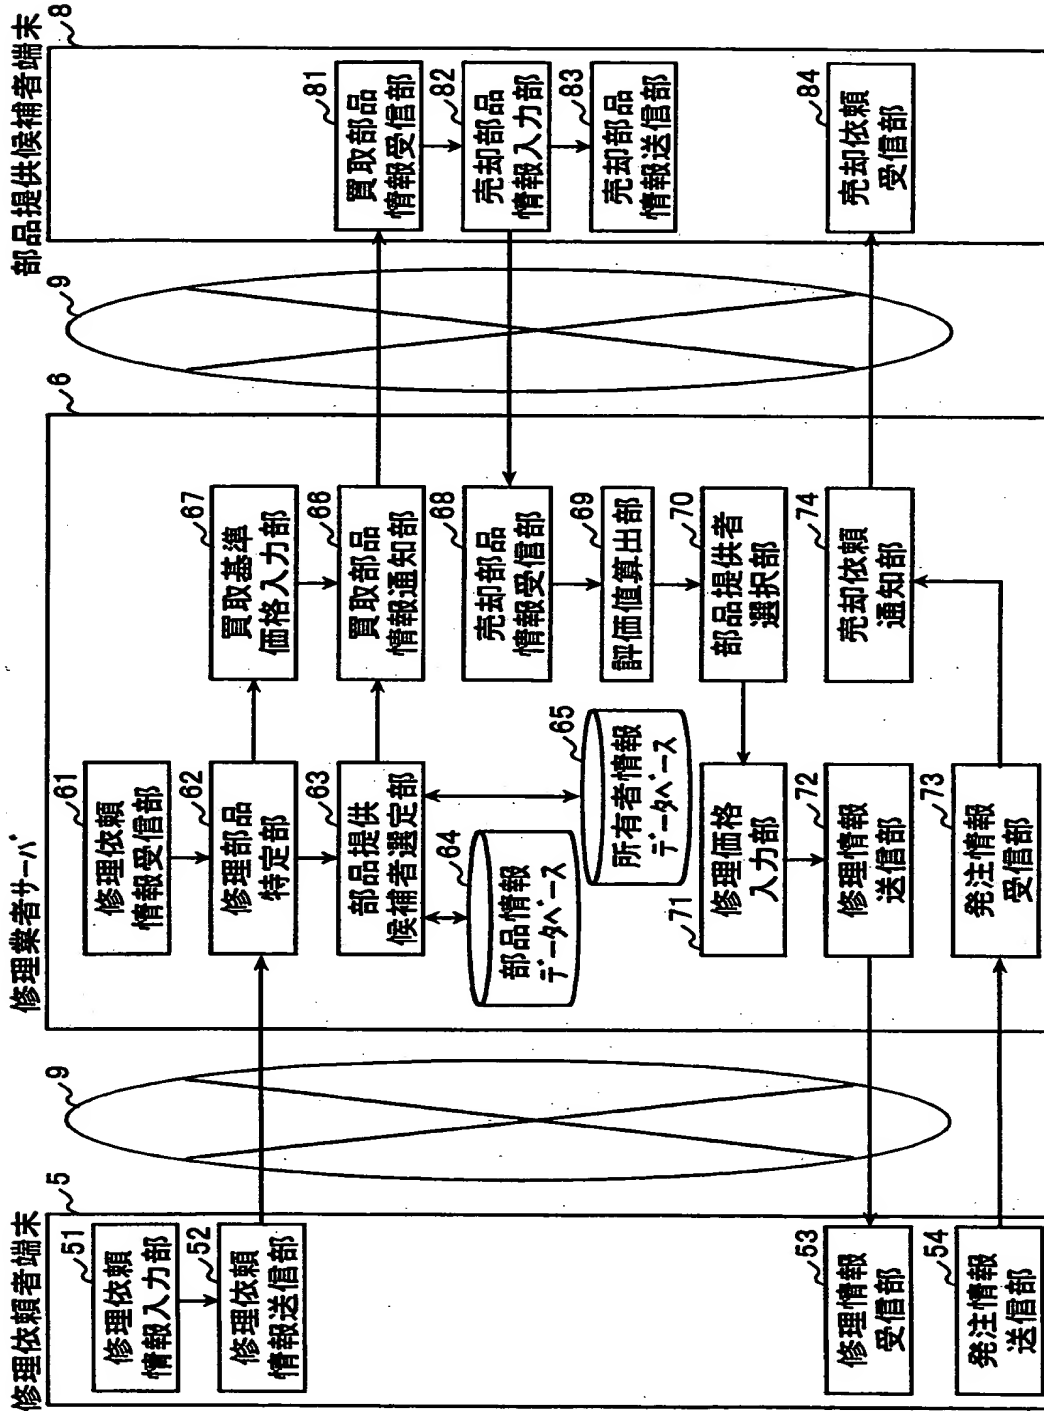 修理依頼者端末
5
51
修理依頼
情報入力部
52
修理依頼
情報送信部
53
修理情報
受信部
54
発注情報
送信部
9
修理業者サーバ
6
61
修理依頼
情報受信部
62
修理部品
特定部
63
部品提供
候補者選定部
64
部品情報
データベース
65
所有者情報
データベース
67
買取基準
価格入力部
66
買取部品
情報通知部
68
売却部品
情報受信部
69
評価値算出部
70
部品提供者
選択部
71
修理価格
入力部
72
修理情報
送信部
73
発注情報
受信部
74
売却依頼
通知部
9
部品提供候補者端末
8
81
買取部品
情報受信部
82
売却部品
情報入力部
83
売却部品
情報送信部
84
売却依頼
受信部